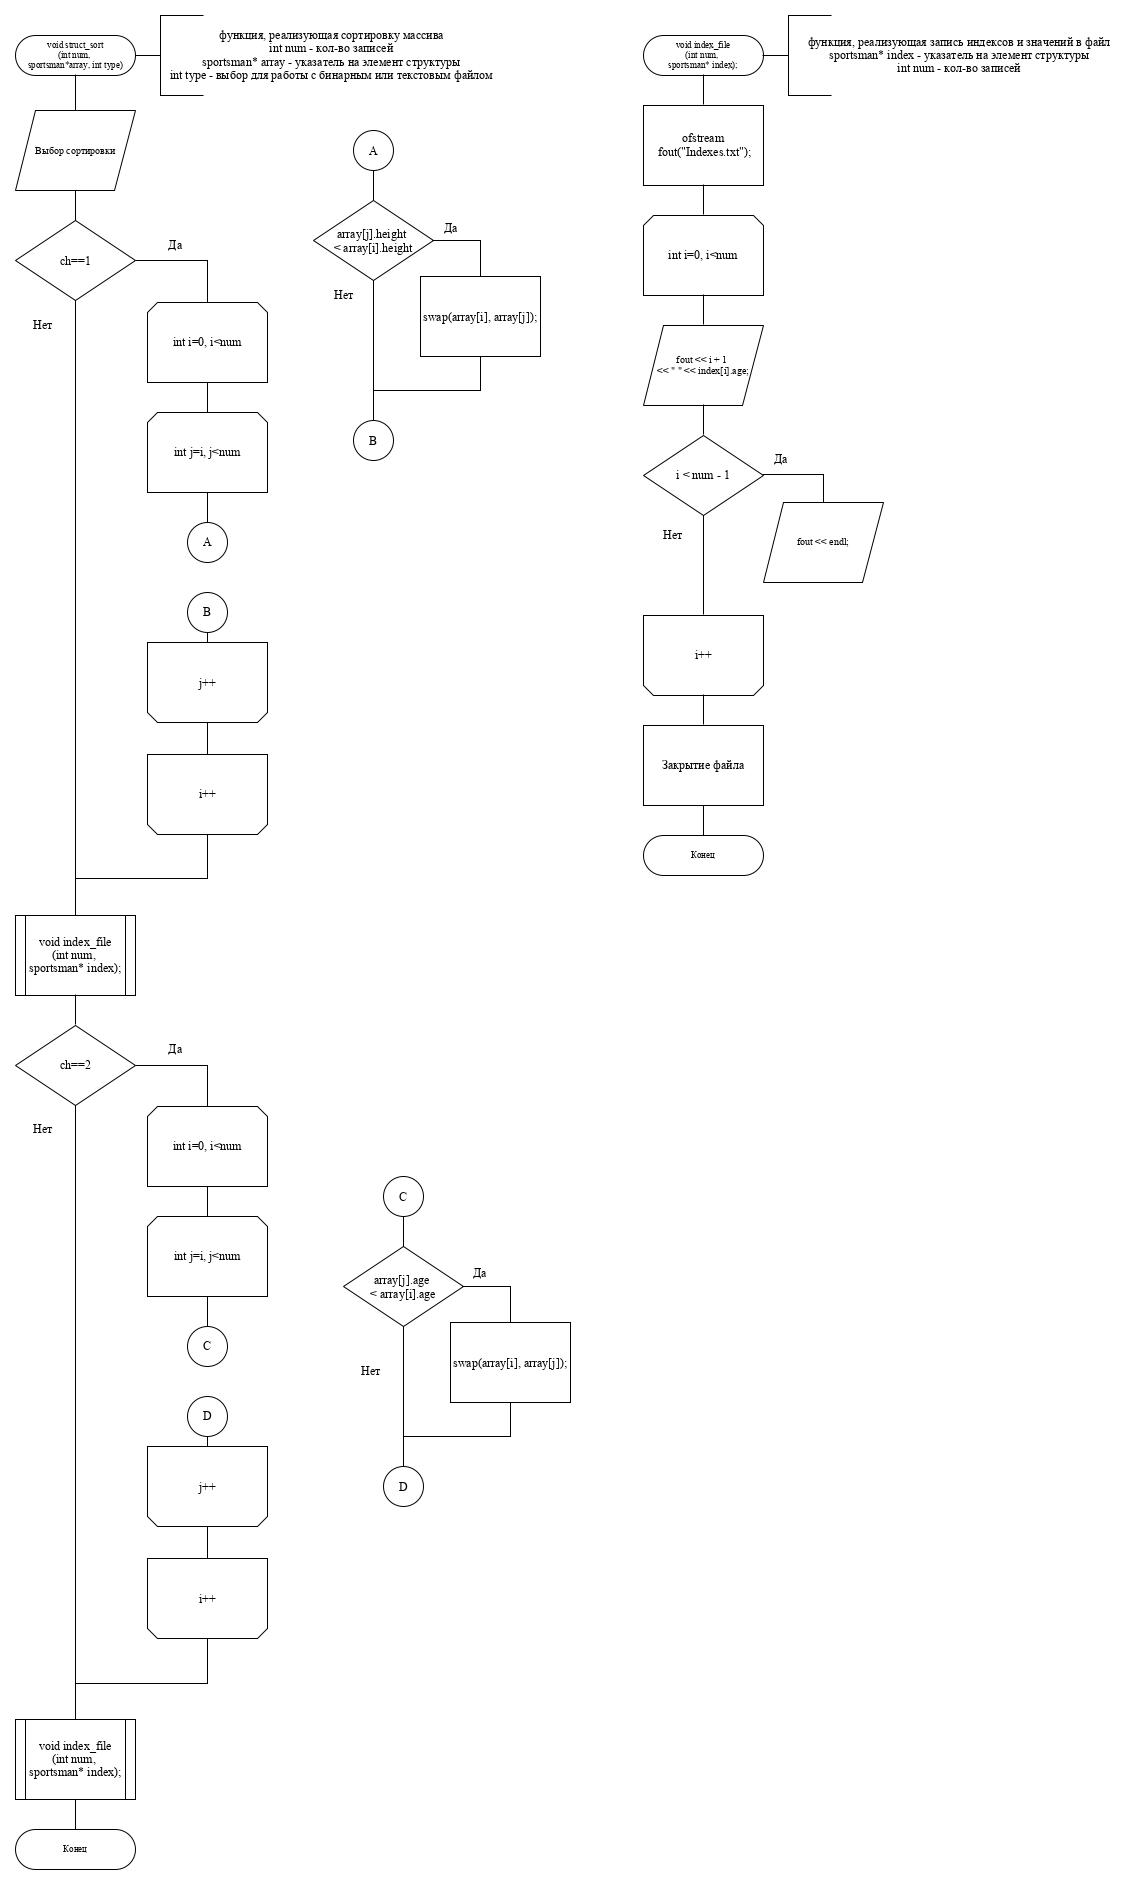 void struct_sort
(int num,
sportsman*array, int type)
функция, реализующая сортировку массива
int num - кол-во записей
sportsman* array - указатель на элемент структуры
int type - выбор для работы с бинарным или текстовым файлом
Выбор сортировки
ch==1
Да
Нет
int i=0, i<num
int j=i, j<num
A
B
j++
i++
void index_file
(int num,
sportsman* index);
ch==2
Да
Нет
int i=0, i<num
int j=i, j<num
C
D
j++
i++
void index_file
(int num,
sportsman* index);
Конец
A
array[j].height
< array[i].height
Да
Нет
swap(array[i], array[j]);
B
C
array[j].age
< array[i].age
Да
Нет
swap(array[i], array[j]);
D
void index_file
(int num,
sportsman* index);
функция, реализующая запись индексов и значений в файл
sportsman* index - указатель на элемент структуры
int num - кол-во записей
ofstream
fout("Indexes.txt");
int i=0, i<num
fout << i + 1
<< " " << index[i].age;
i < num - 1
Да
Нет
fout << endl;
i++
Закрытие файла
Конец